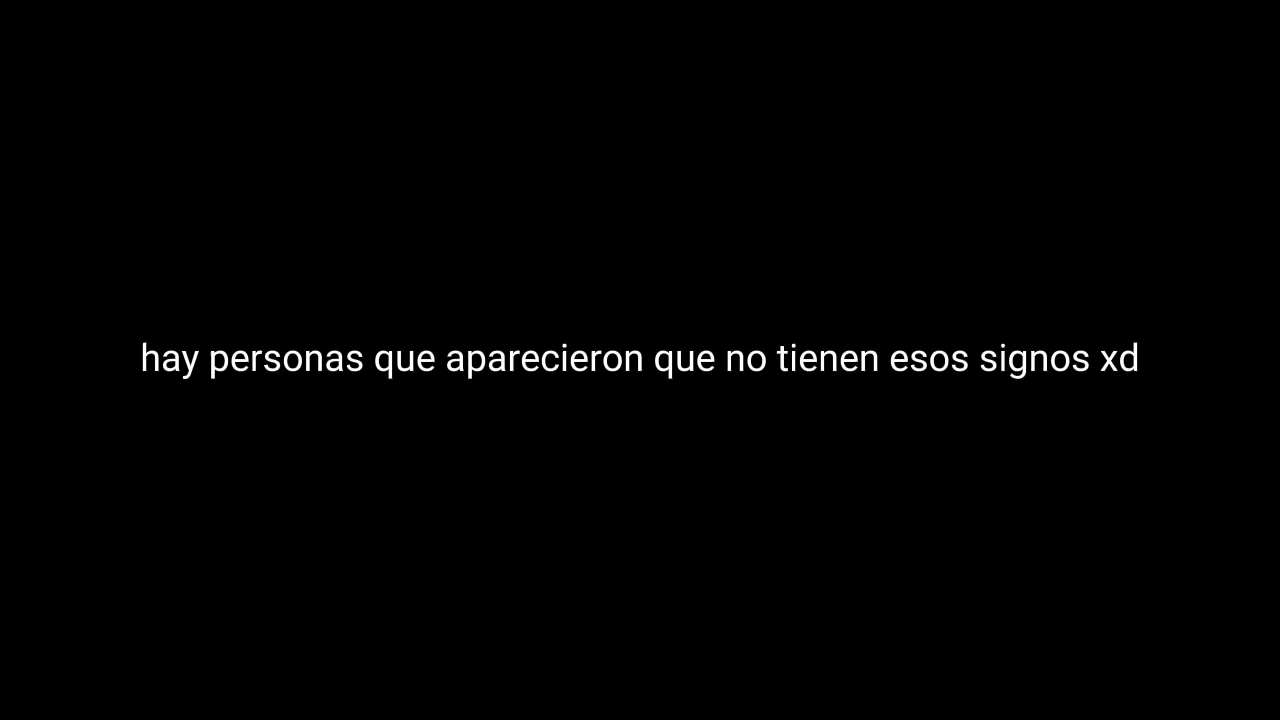 hay personas que aparecieron que no tienen esos signos xd